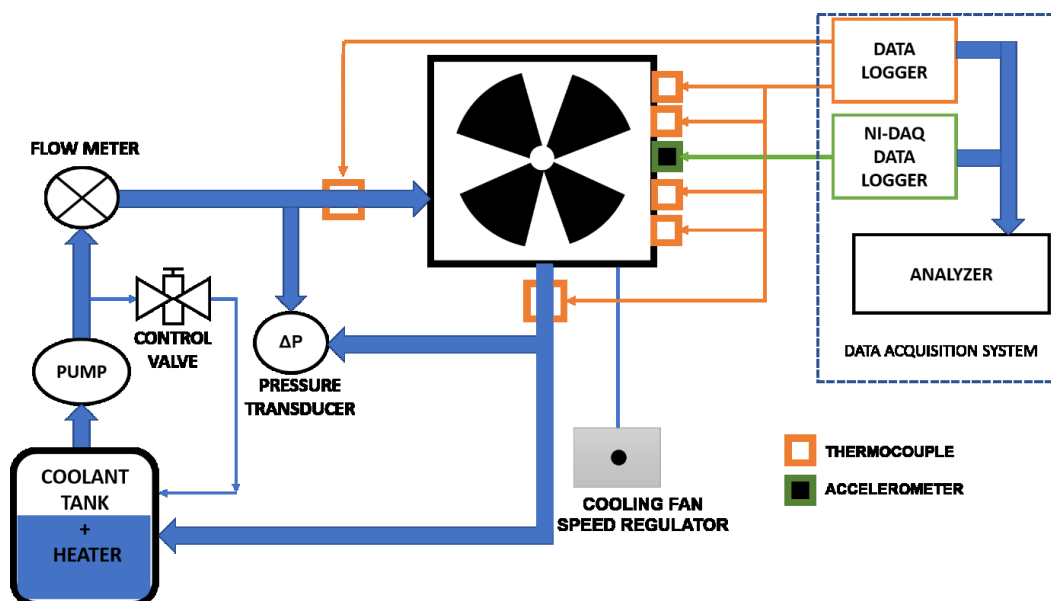 DATA
LOGGER
NI-DAQ
DATA
LOGGER
ANALYZER
DATA ACQUISITION SYSTEM
FLOW METER
CONTROL
VALVE
PUMP
ΔP
PRESSURE
TRANSDUCER
COOLANT
TANK
+
HEATER
COOLING FAN
SPEED REGULATOR
THERMOCOUPLE
ACCELEROMETER